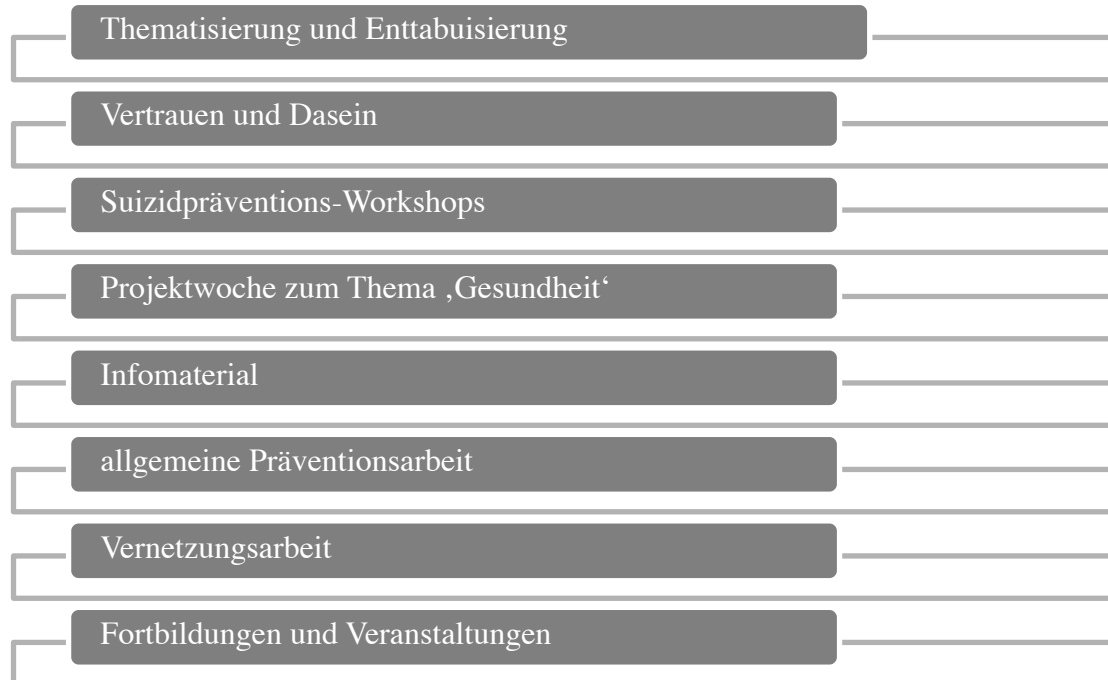 Thematisierung und Enttabuisierung
Vertrauen und Dasein
Suizidpräventions-Workshops
Projektwoche zum Thema ‚Gesundheit‘
Infomaterial
allgemeine Präventionsarbeit
Vernetzungsarbeit
Fortbildungen und Veranstaltungen